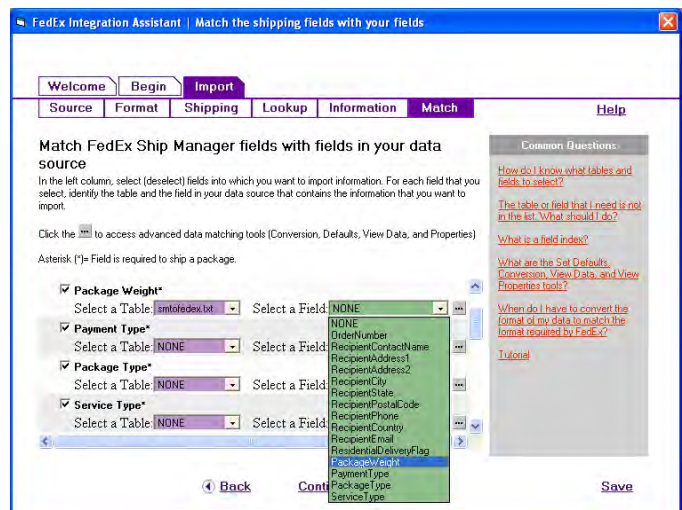 FedEx Integration Assistant | Match the shipping fields with your fields
Welcome Begin Import
Source Format Shipping Lookup Information Match Help
Match FedEx Ship Manager fields with fields in your data
source
In the left column, select (deselect) fields into which you want to import information. For each field that you
select, identify the table and the field in your data source that contains the information that you want to
import.
Click the ... to access advanced data matching tools (Conversion, Defaults, View Data, and Properties)
Asterisk (*)= Field is required to ship a package.
Package Weight*
Select a Table: smtofedex.txt Select a Field: NONE ...
Payment Type*
Select a Table: NONE Select a Field: ...
Package Type*
Select a Table: NONE Select a Field: ...
Service Type*
Select a Table: NONE Select a Field: ...
NONE
OrderNumber
RecipientContactName
RecipientAddress1
RecipientAddress2
RecipientCity
RecipientState
RecipientPostalCode
RecipientPhone
RecipientCountry
RecipientEmail
ResidentialDeliveryFlag
PackageWeight
PaymentType
PackageType
ServiceType
Common Questions
How do I know what tables and
fields to select?
The table or field that I need is not
in the list. What should I do?
What is a field index?
What are the Set Defaults,
Conversion, View Data, and View
Properties tools?
When do I have to convert the
format of my data to match the
format required by FedEx?
Tutorial
Back Conti Save